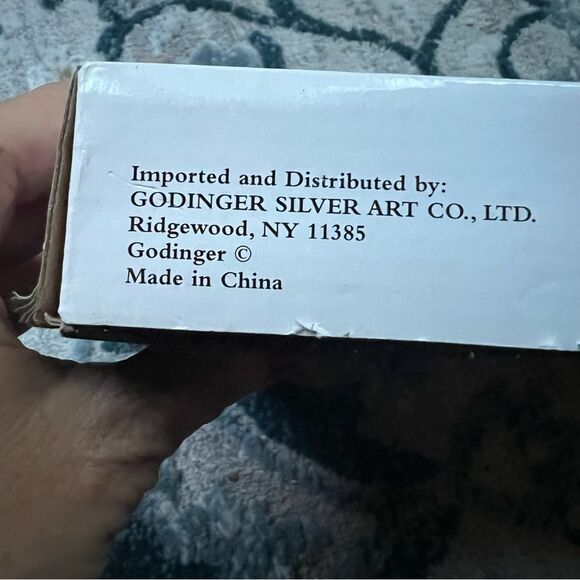 Imported and Distributed by:
GODINGER SILVER ART CO., LTD.
Ridgewood, NY 11385
Godinger ©
Made in China